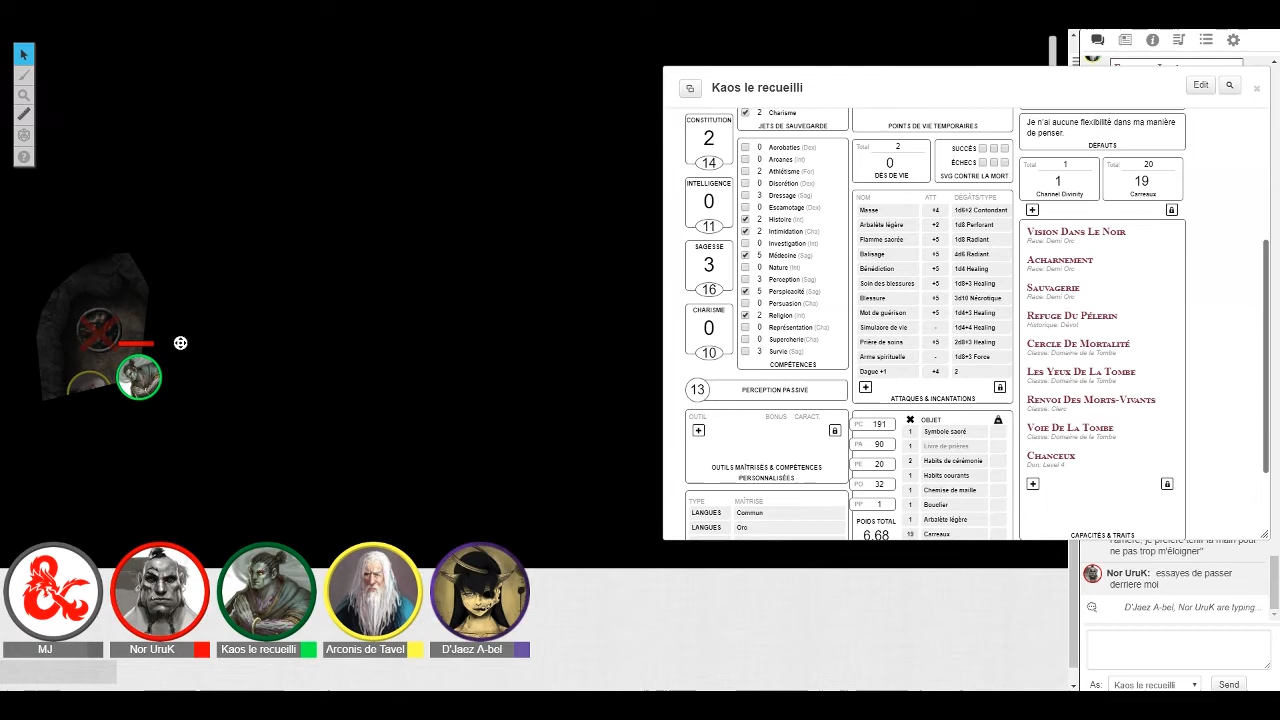 Kaos le recueilli
Edit
CONSTITUTION
2
14
INTELLIGENCE
0
11
SAGESSE
3
16
CHARISME
0
10
2 Charisme
JETS DE SAUVEGARDE
0 Acrobaties (Dex)
0 Arcanes (Int)
2 Athlétisme (For)
0 Discrétion (Dex)
3 Dressage (Sag)
0 Escamotage (Dex)
2 Histoire (Int)
2 Intimidation (Cha)
0 Investigation (Int)
5 Médecine (Sag)
0 Nature (Int)
3 Perception (Sag)
5 Perspicacité (Sag)
0 Persuasion (Cha)
2 Religion (Int)
0 Représentation (Cha)
0 Supercherie (Cha)
3 Survie (Sag)
COMPÉTENCES
13 PERCEPTION PASSIVE
OUTIL BONUS CARACT.
OUTILS MAÎTRISÉS & COMPÉTENCES
PERSONNALISÉES
TYPE MAÎTRISE
LANGUES Commun
LANGUES Orc
POINTS DE VIE TEMPORAIRES
Total 2
0
DES DE VIE
SUCCÈS
ÉCHECS
SVG CONTRE LA MORT
NOM ATT DÉGÂTS/TYPE
Masse +4 1d6+2 Contondant
Arbalète légère +2 1d8 Perforant
Flamme sacrée +5 1d8 Radiant
Balisage +5 4d6 Radiant
Bénédiction +5 1d4 Healing
Soin des blessures +5 1d8+3 Healing
Blessure +5 3d10 Nécrotique
Mot de guérison +5 1d4+3 Healing
Simulacre de vie - 1d4+4 Healing
Prière de soins +5 2d8+3 Healing
Arme spirituelle - 1d8+3 Force
Dague +1 +4 2
ATTAQUES & INCANTATIONS
PC 191
PA 90
PE 20
PO 32
PP 1
POIDS TOTAL
6.68
OBJET
1 Symbole sacré
1 Livre de prières
2 Habits de cérémonie
1 Habits courants
1 Chemise de maille
1 Bouclier
1 Arbalète légère
19 Carreaux
Je n'ai aucune flexibilité dans ma manière
de penser.
DÉFAUTS
Total 1
1
Channel Divinity
Total 20
19
Carreaux
Vision Dans Le Noir
Race: Demi Orc
Acharnement
Race: Demi Orc
Sauvagerie
Race: Demi Orc
Refuge Du Pélerin
Historique: Dévot
Cercle De Mortalité
Classe: Domaine de la Tombe
Les Yeux De La Tombe
Classe: Domaine de la Tombe
Renvoi Des Morts-Vivants
Classe: Clerc
Voie De La Tombe
Classe: Domaine de la Tombe
Chanceux
Don: Level 4
CAPACITÉS & TRAITS
l'arrière, je préfère tenir la main pour
ne pas trop m'éloigner"
Nor UruK: essayes de passer
derriere moi
D'Jaez A-bel, Nor UruK are typing...
As: Kaos le recueilli
Send
MJ
Nor UruK
Kaos le recueilli
Arconis de Tavel
D'Jaez A-bel